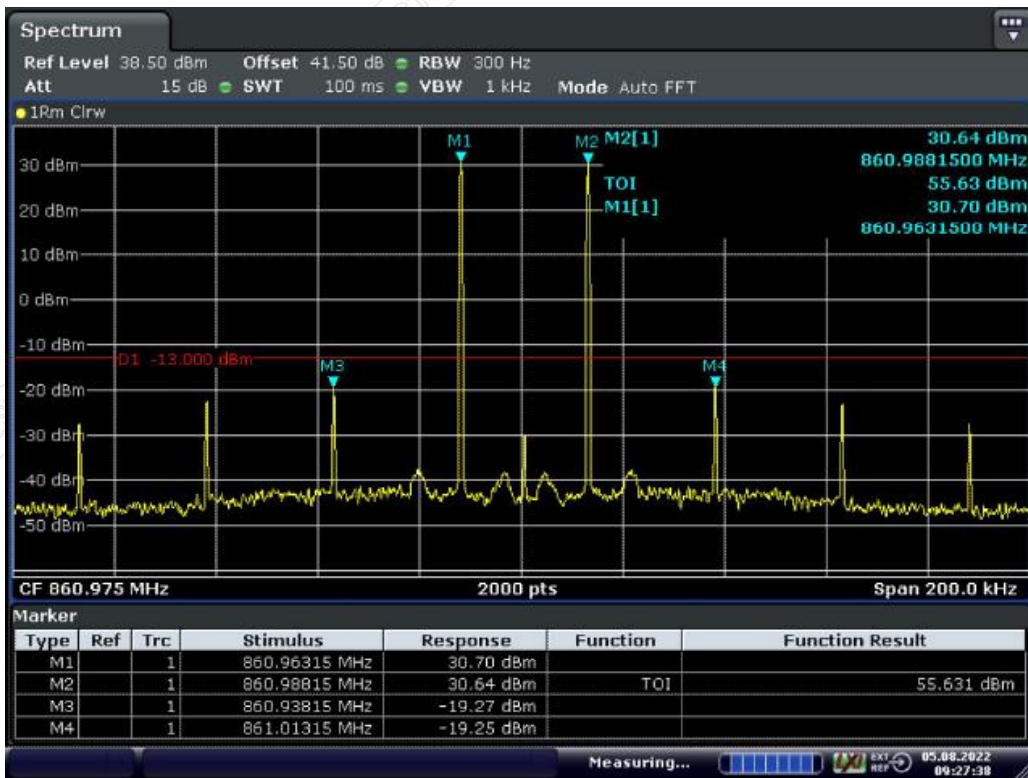 Spectrum
Ref Level 38.50 dBm Offset 41.50 dB RBW 300 Hz
Att 15 dB SWT 100 ms VBW 1 kHz Mode Auto FFT
1Rm Clrw
M1 M2 M2[1] 30.64 dBm
860.9881500 MHz
30 dBm
TOI 55.63 dBm
20 dBm M1[1] 30.70 dBm
860.9631500 MHz
10 dBm
0 dBm
-10 dBm
D1 -13.000 dBm
M3 M4
-20 dBm
-30 dBm
-40 dBm
-50 dBm
CF 860.975 MHz 2000 pts Span 200.0 kHz
Marker
Type Ref Trc Stimulus Response Function Function Result
M1 1 860.96315 MHz 30.70 dBm
M2 1 860.98815 MHz 30.64 dBm TOI 55.631 dBm
M3 1 860.93815 MHz -19.27 dBm
M4 1 861.01315 MHz -19.25 dBm
Measuring... LXI EXT REF 05.08.2022
09:27:38